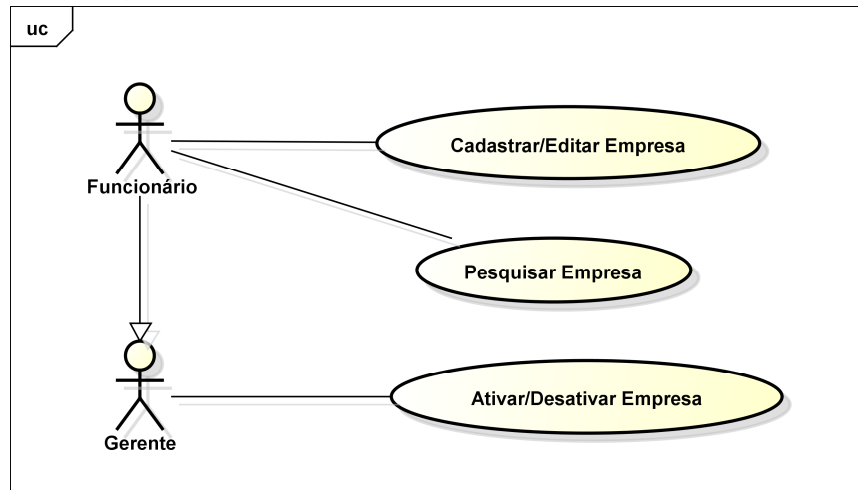 uc
Cadastrar/Editar Empresa
Funcionário
Pesquisar Empresa
Ativar/Desativar Empresa
Gerente